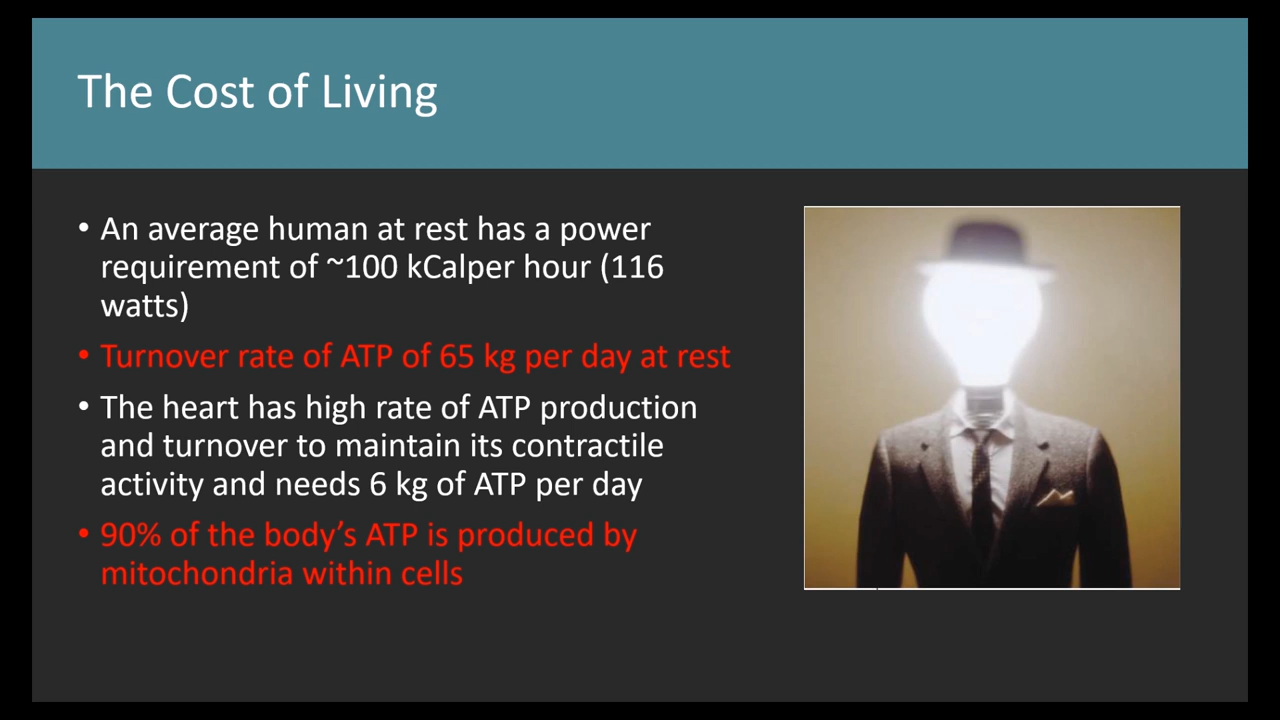 The Cost of Living
• An average human at rest has a power
requirement of ~100 kCalper hour (116
watts)
• Turnover rate of ATP of 65 kg per day at rest
• The heart has high rate of ATP production
and turnover to maintain its contractile
activity and needs 6 kg of ATP per day
• 90% of the body’s ATP is produced by
mitochondria within cells